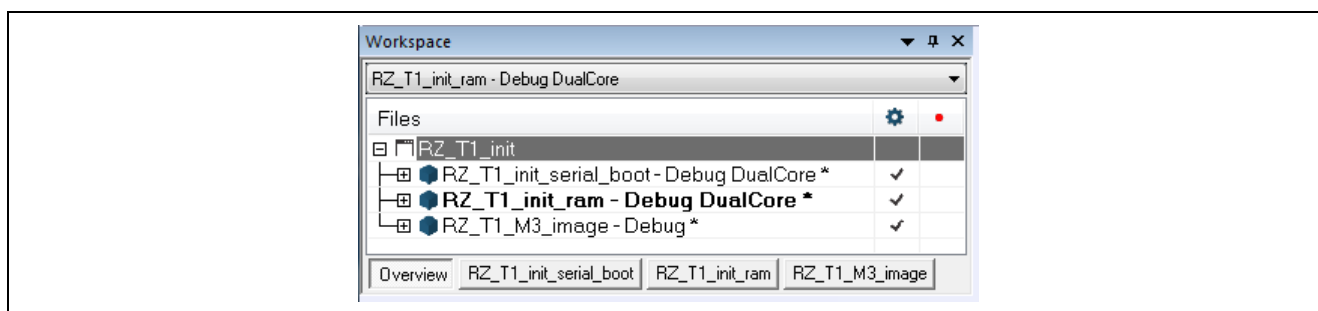 Workspace
RZ_T1_init_ram - Debug DualCore
Files
RZ_T1_init
RZ_T1_init_serial_boot - Debug DualCore *
RZ_T1_init_ram - Debug DualCore *
RZ_T1_M3_image - Debug *
Overview RZ_T1_init_serial_boot RZ_T1_init_ram RZ_T1_M3_image